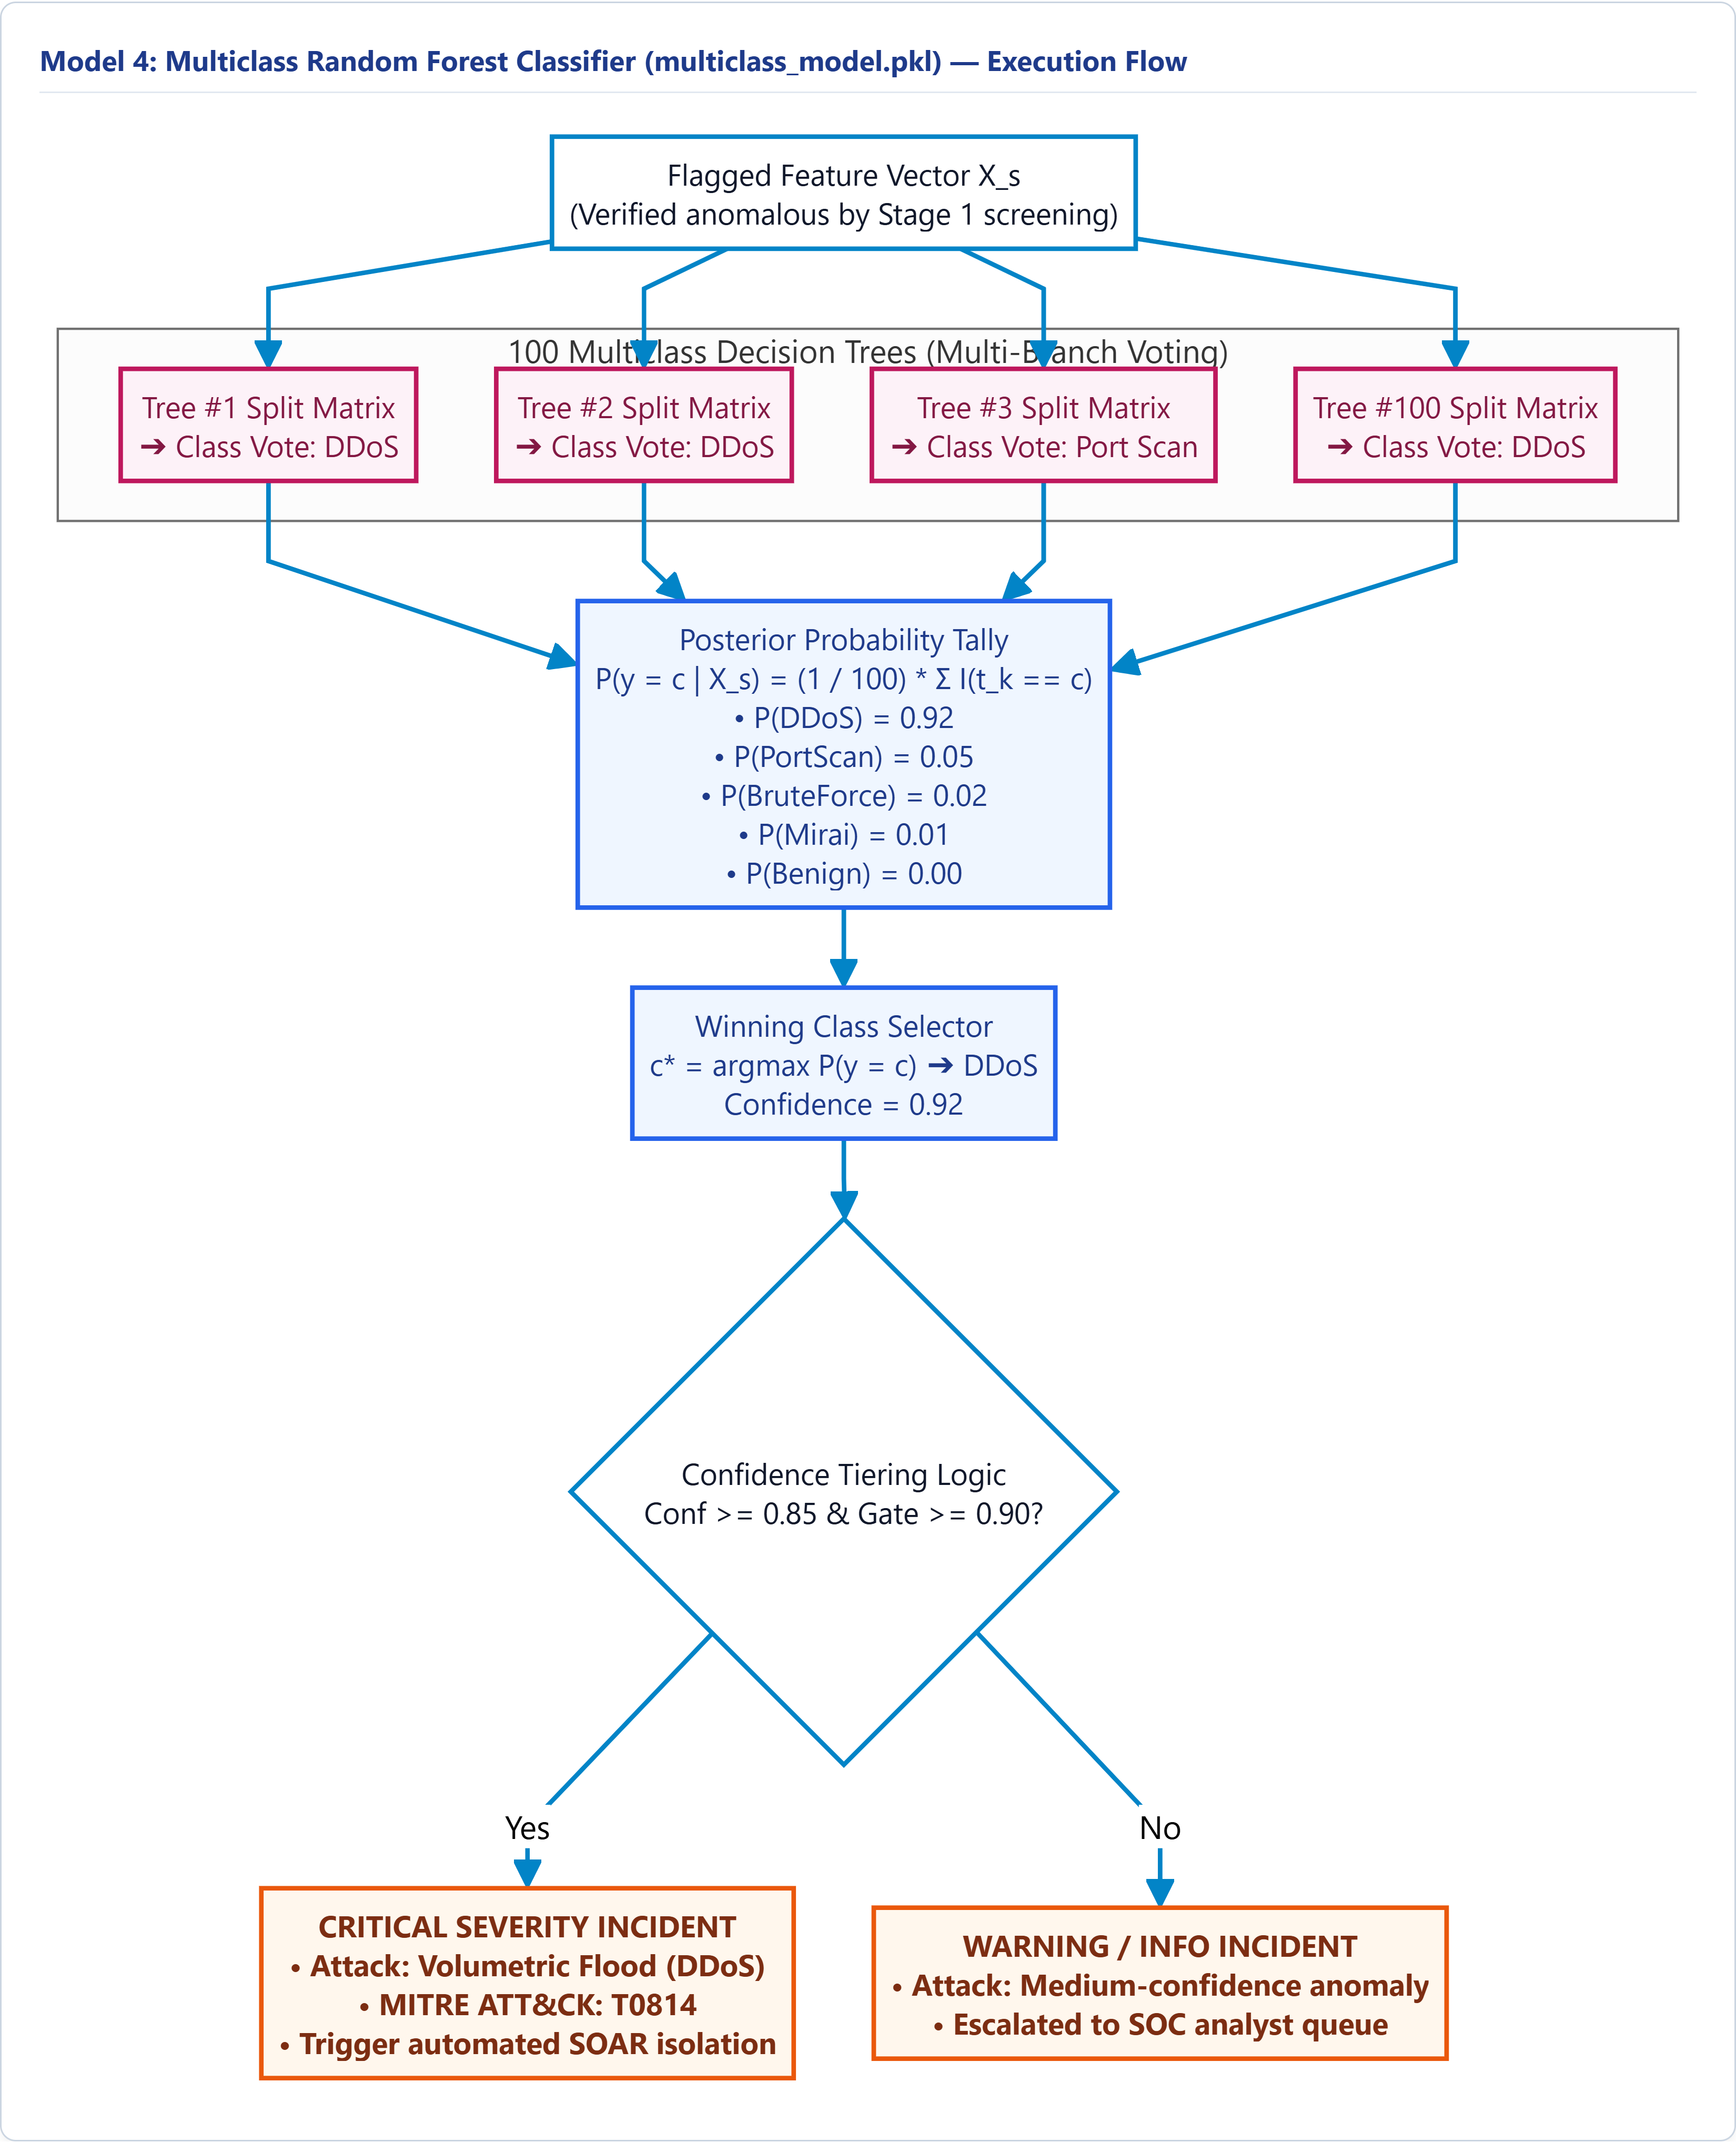 Model 4: Multiclass Random Forest Classifier (multiclass_model.pkl) — Execution Flow
Flagged Feature Vector X_s
(Verified anomalous by Stage 1 screening)
100 Multiclass Decision Trees (Multi-Branch Voting)
Tree #1 Split Matrix
➔ Class Vote: DDoS
Tree #2 Split Matrix
➔ Class Vote: DDoS
Tree #3 Split Matrix
➔ Class Vote: Port Scan
Tree #100 Split Matrix
➔ Class Vote: DDoS
Posterior Probability Tally
P(y = c | X_s) = (1 / 100) * Σ I(t_k == c)
• P(DDoS) = 0.92
• P(PortScan) = 0.05
• P(BruteForce) = 0.02
• P(Mirai) = 0.01
• P(Benign) = 0.00
Winning Class Selector
c* = argmax P(y = c) ➔ DDoS
Confidence = 0.92
Confidence Tiering Logic
Conf >= 0.85 & Gate >= 0.90?
Yes
No
CRITICAL SEVERITY INCIDENT
• Attack: Volumetric Flood (DDoS)
• MITRE ATT&CK: T0814
• Trigger automated SOAR isolation
WARNING / INFO INCIDENT
• Attack: Medium-confidence anomaly
• Escalated to SOC analyst queue